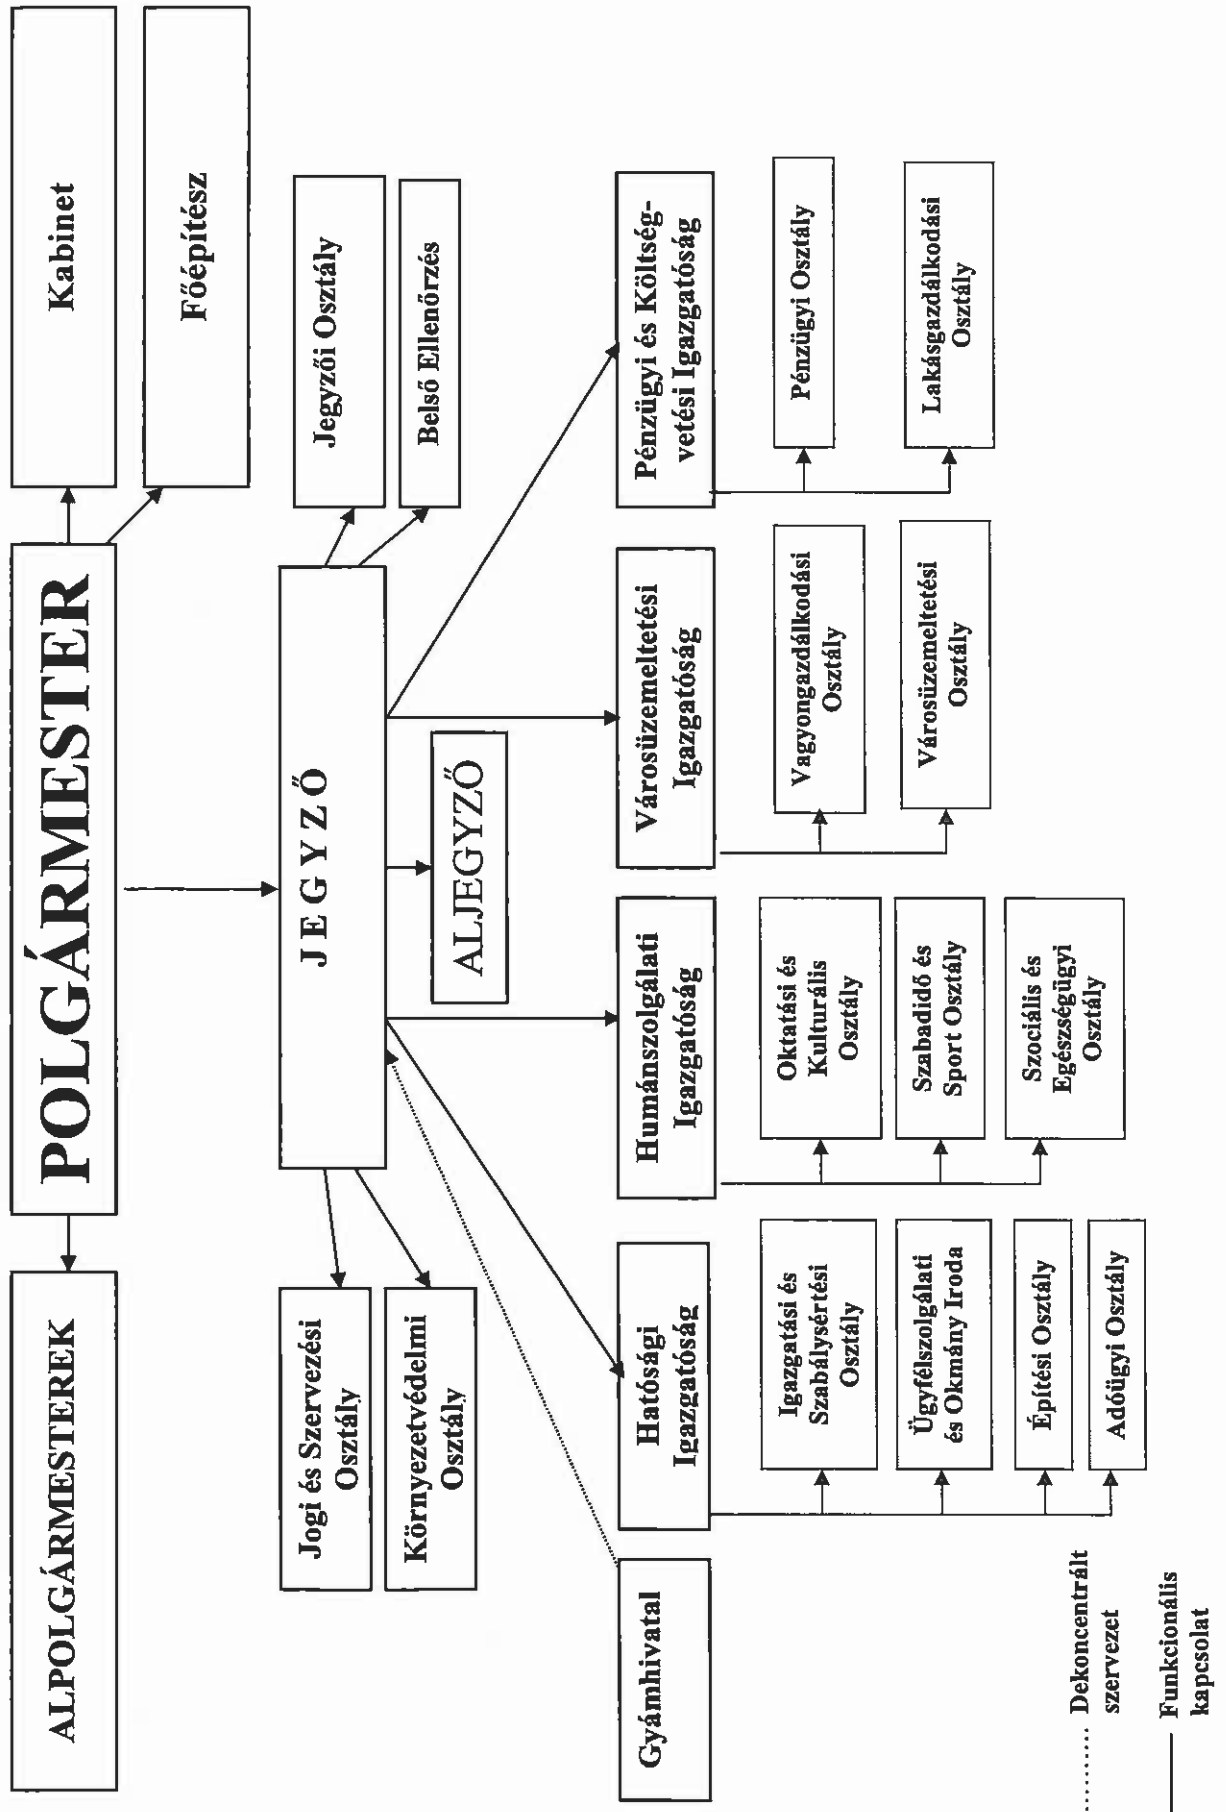 ALPOLGÁRMESTEREK
POLGÁRMESTER
Kabinet
Főépítész
Jogi és Szervezési
Osztály
Környezetvédelmi
Osztály
JEGYZŐ
Jegyzői Osztály
Belső Ellenőrzés
ALJEGYZŐ
Gyámhivatal
Hatósági
Igazgatóság
Humánszolgálati
Igazgatóság
Városüzemeltetési
Igazgatóság
Pénzügyi és Költség-
vetési Igazgatóság
Igazgatási és
Szabálysértési
Osztály
Ügyfélszolgálati
és Okmány Iroda
Építési Osztály
Adóügyi Osztály
Oktatási és
Kulturális
Osztály
Szabadidő és
Sport Osztály
Szociális és
Egészségügyi
Osztály
Vagyongazdálkodási
Osztály
Városüzemeltetési
Osztály
Pénzügyi Osztály
Lakásgazdálkodási
Osztály
Dekoncentrált
szervezet
Funkcionális
kapcsolat